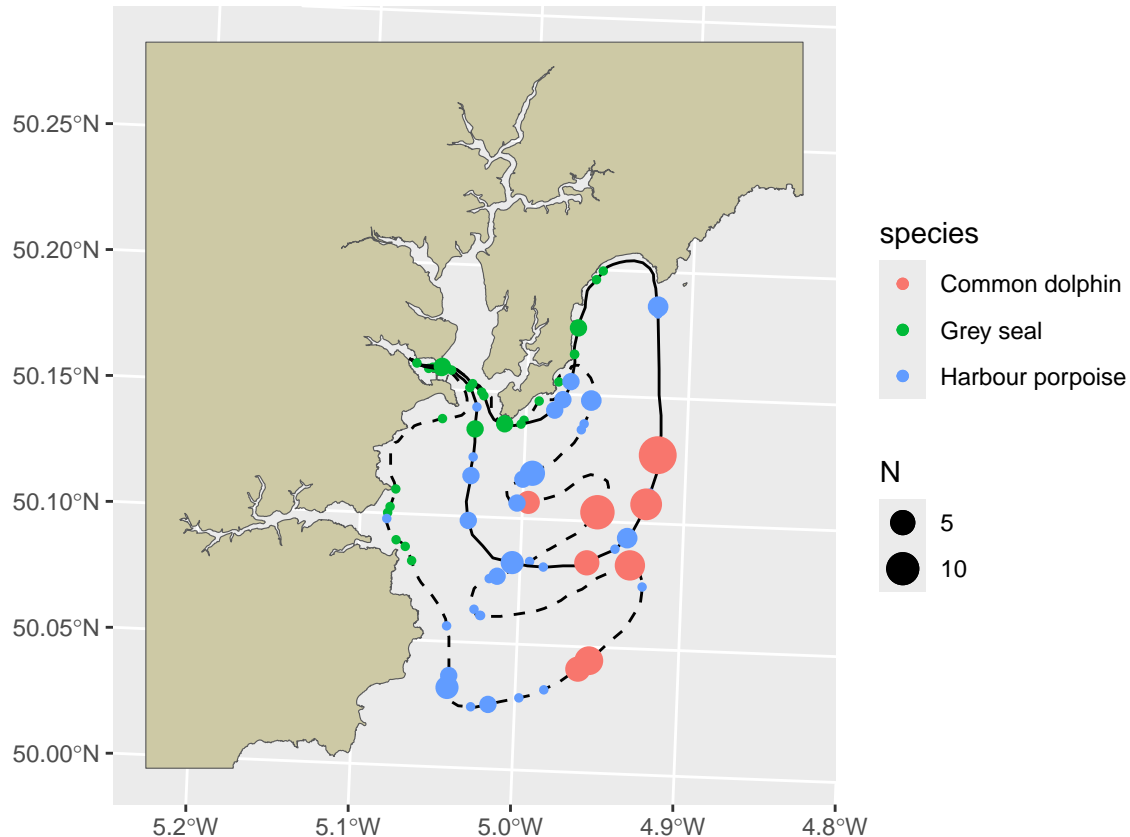 50.25°N
50.20°N
50.15°N
50.10°N
50.05°N
50.00°N
5.2°W 5.1°W 5.0°W 4.9°W 4.8°W
species
Common dolphin
Grey seal
Harbour porpoise
N
5
10